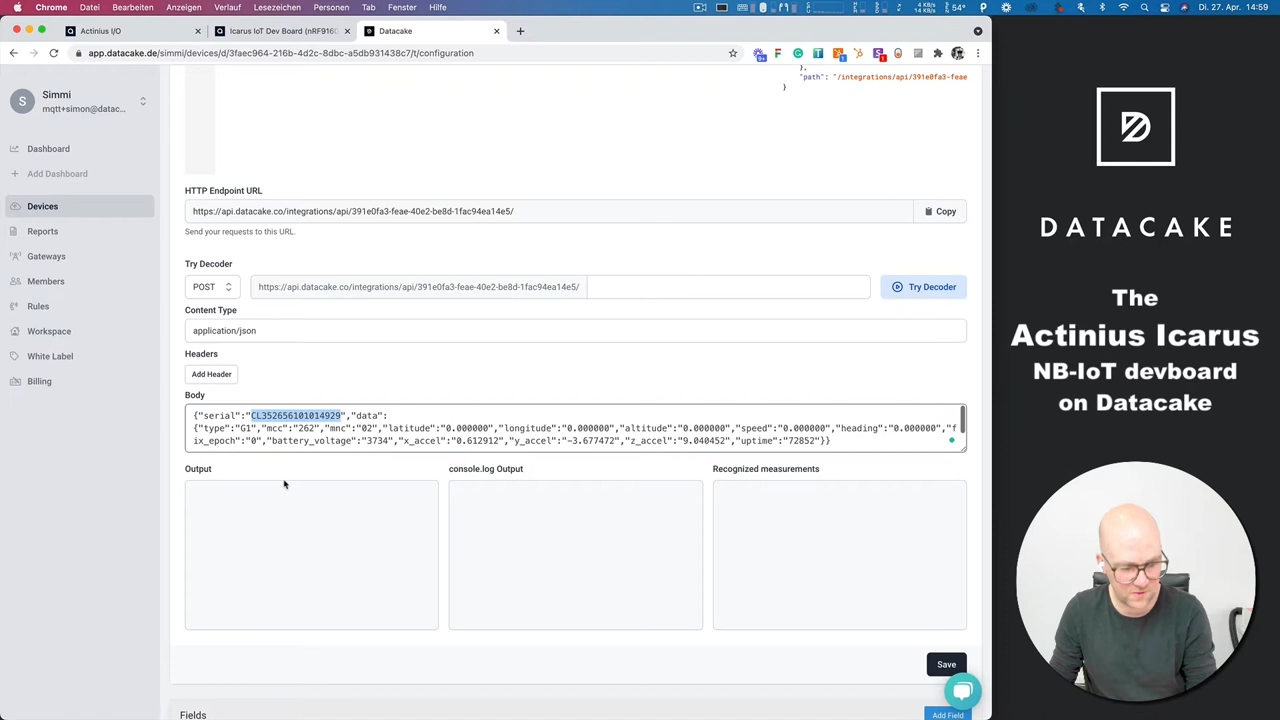 Chrome Datei Bearbeiten Anzeigen Verlauf Lesezeichen Personen Tab Fenster Hilfe
Di. 27. Apr. 14:59
Actinius I/O
Icarus IoT Dev Board (nRF9160
Datacake
app.datacake.de/simmi/devices/d/3faec964-216b-4d2c-8dbc-a5db931438c7/t/configuration
S
Simmi
mqtt+simon@datac...
Dashboard
Add Dashboard
Devices
Reports
Gateways
Members
Rules
Workspace
White Label
Billing
},
"path": "/integrations/api/391e0fa3-feae
}
HTTP Endpoint URL
https://api.datacake.co/integrations/api/391e0fa3-feae-40e2-be8d-1fac94ea14e5/
Copy
Send your requests to this URL.
Try Decoder
POST
https://api.datacake.co/integrations/api/391e0fa3-feae-40e2-be8d-1fac94ea14e5/
Try Decoder
Content Type
application/json
Headers
Add Header
Body
{"serial":"CL352656101014929","data":
{"type":"G1","mcc":"262","mnc":"02","latitude":"0.000000","longitude":"0.000000","altitude":"0.000000","speed":"0.000000","heading":"0.000000","f
ix_epoch":"0","battery_voltage":"3734","x_accel":"0.612912","y_accel":"-3.677472","z_accel":"9.040452","uptime":"72852"}}
Output
console.log Output
Recognized measurements
Save
Fields
Add Field
DATACAKE
The
Actinius Icarus
NB-IoT devboard
on Datacake